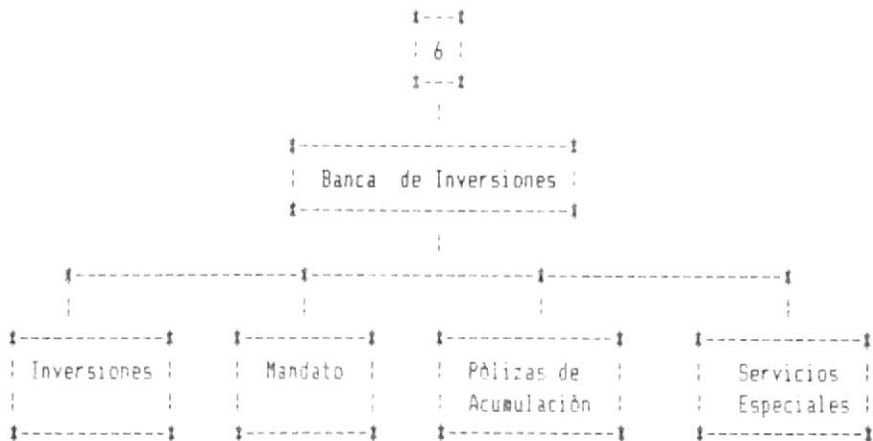 6
Banca de Inversiones
Inversiones
Mandato
Pòlizas de
Acumulaciòn
Servicios
Especiales